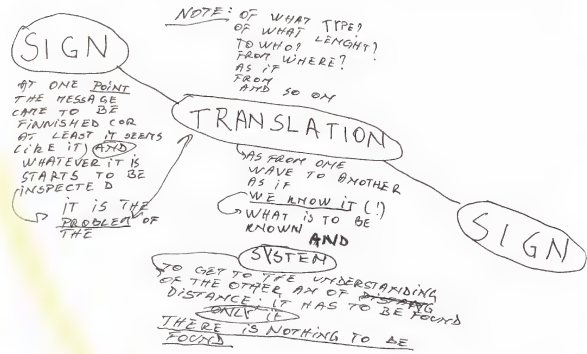 NOTE: OF WHAT TYPE?
OF WHAT LENGHT?
TO WHO?
FROM WHERE?
AS IF
FROM
AND SO ON
SIGN
AT ONE POINT
THE MESSAGE
CAME TO BE
FINNISHED (OR
AT LEAST IT SEEMS
LIKE IT) AND
WHATEVER IT IS
STARTS TO BE
INSPECTED
IT IS THE
PROBLEM OF
THE
TRANSLATION
AS FROM ONE
WAVE TO ANOTHER
AS IF
WE KNOW IT (!)
WHAT IS TO BE
KNOWN AND
SIGN
SYSTEM
TO GET TO THE UNDERSTANDING
OF THE OTHER AN OF
DISTANCE: IT HAS TO BE FOUND
ONLY IF
THERE IS NOTHING TO BE
FOUND